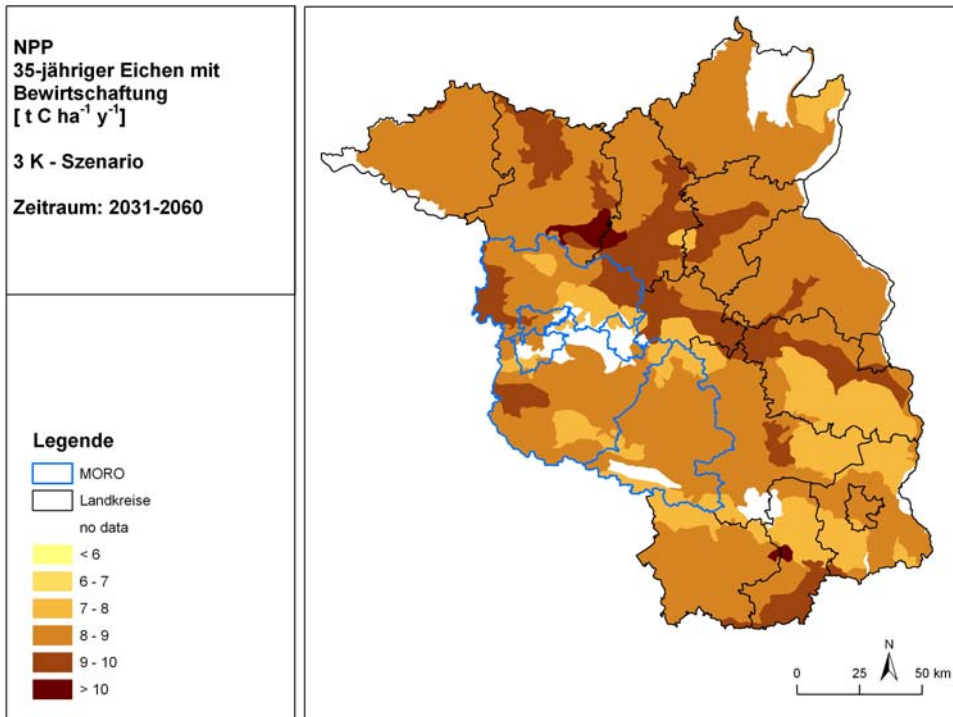 NPP
35-jähriger Eichen mit
Bewirtschaftung
[ t C ha⁻¹ y⁻¹]
3 K - Szenario
Zeitraum: 2031-2060
Legende
MORO
Landkreise
no data
< 6
6 - 7
7 - 8
8 - 9
9 - 10
> 10
N
0 25 50 km